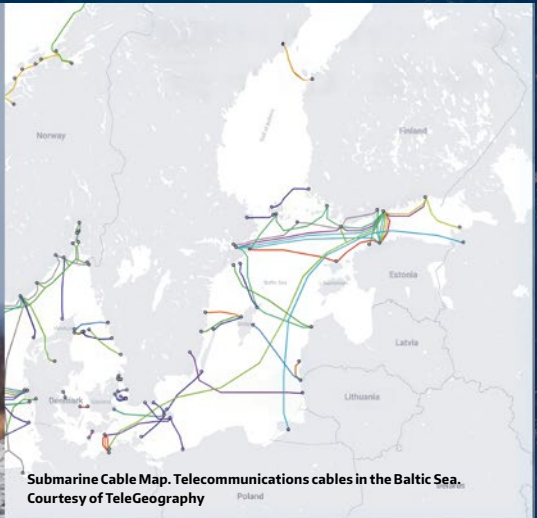 Norway
Finland
Baltic Sea
Estonia
Latvia
Denmark
Lithuania
Submarine Cable Map. Telecommunications cables in the Baltic Sea.
Courtesy of TeleGeography
Poland
Belarus